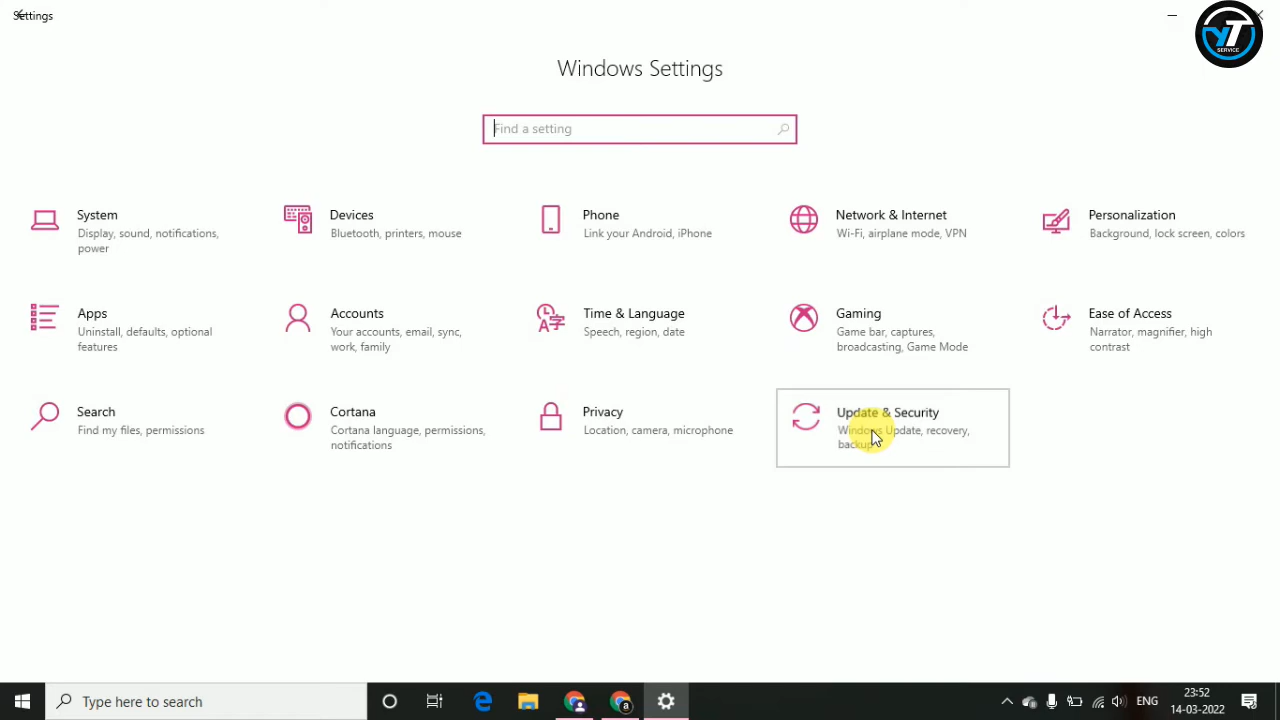 Settings
YT
SERVICE
Windows Settings
Find a setting
System
Display, sound, notifications,
power
Devices
Bluetooth, printers, mouse
Phone
Link your Android, iPhone
Network & Internet
Wi-Fi, airplane mode, VPN
Personalization
Background, lock screen, colors
Apps
Uninstall, defaults, optional
features
Accounts
Your accounts, email, sync,
work, family
Time & Language
Speech, region, date
Gaming
Game bar, captures,
broadcasting, Game Mode
Ease of Access
Narrator, magnifier, high
contrast
Search
Find my files, permissions
Cortana
Cortana language, permissions,
notifications
Privacy
Location, camera, microphone
Update & Security
Windows Update, recovery,
backup
Type here to search
ENG
23:52
14-03-2022